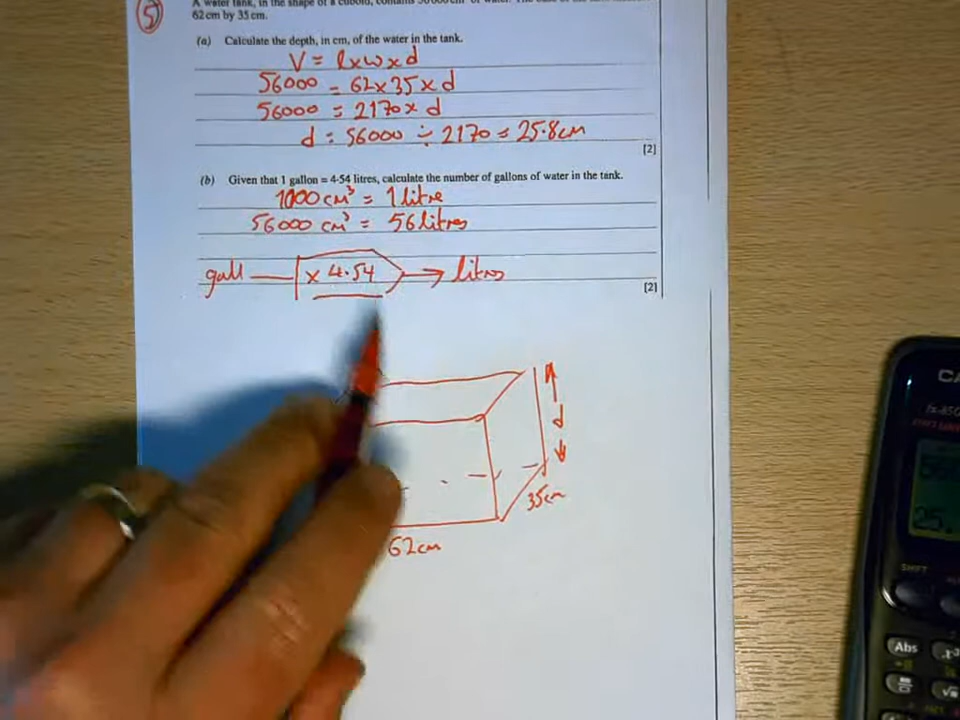 5
62 cm by 35 cm.
(a) Calculate the depth, in cm, of the water in the tank.
V = l x w x d
56000 = 62 x 35 x d
56000 = 2170 x d
d = 56000 ÷ 2170 = 25.8cm
[2]
(b) Given that 1 gallon = 4·54 litres, calculate the number of gallons of water in the tank.
1000 cm³ = 1 litre
56000 cm³ = 56 litres
gall x 4.54 litres
[2]
d
35cm
62cm
SHIFT
Abs